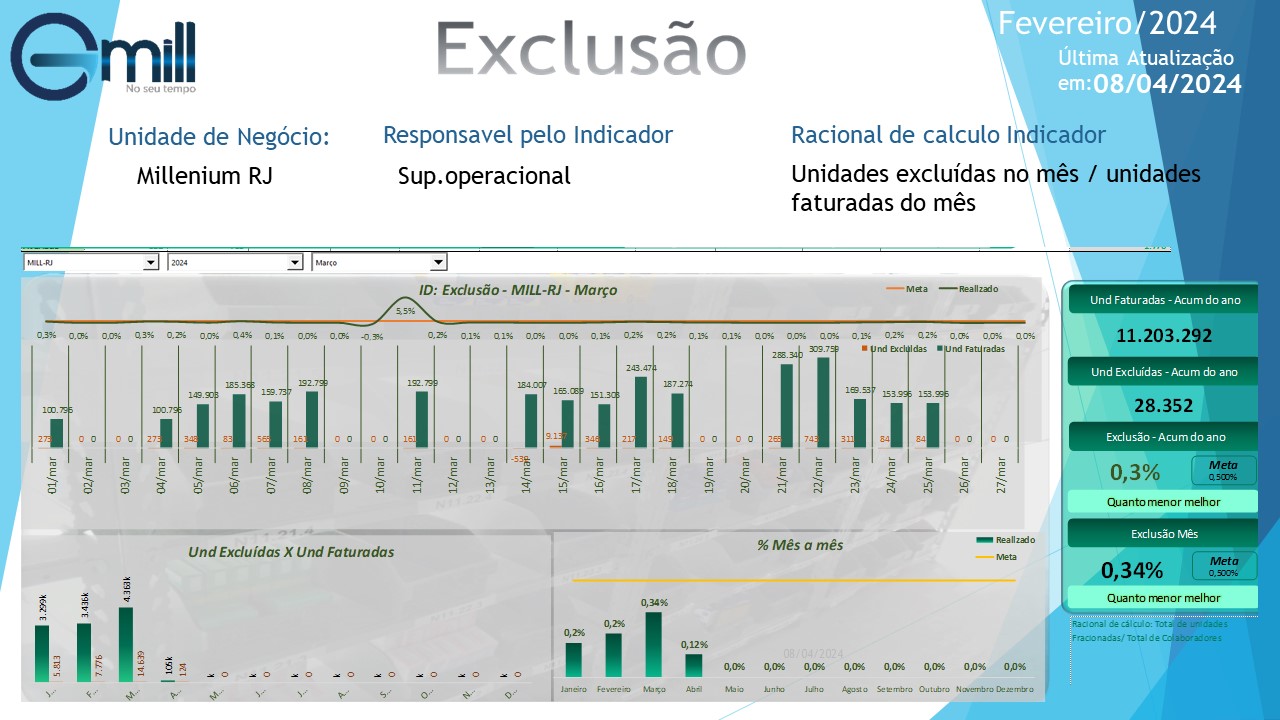 Gmill
No seu tempo
Exclusão
Fevereiro/2024
Última Atualização
em:08/04/2024
Unidade de Negócio:
Millenium RJ
Responsavel pelo Indicador
Sup.operacional
Racional de calculo Indicador
Unidades excluídas no mês / unidades
faturadas do mês
MILL-RJ
2024
Março
ID: Exclusão - MILL-RJ - Março
Meta
Realizado
5,5%
0,3% 0,0% 0,0% 0,3% 0,2% 0,4% 0,1% 0,0% 0,0% -0,3% 0,2% 0,0% 0,1% 0,0% 0,0% 0,1% 0,2% 0,2% 0,1% 0,1% 0,0% 0,0% 0,0% 0,1% 0,2% 0,2% 0,0% 0,0% 0,0%
Und Excluídas
Und Faturadas
100.796 100.796 149.903 185.368 159.737 192.799 192.799 184.007 165.089 151.303 243.474 187.274 288.340 309.759 169.537 153.996 153.996
273 0 0 0 0 273 348 83 568 161 0 0 0 0 161 0 0 0 0 -539 9.137 346 217 149 0 0 0 0 265 743 311 84 84 0 0 0 0
01/mar 02/mar 03/mar 04/mar 05/mar 06/mar 07/mar 08/mar 09/mar 10/mar 11/mar 12/mar 13/mar 14/mar 15/mar 16/mar 17/mar 18/mar 19/mar 20/mar 21/mar 22/mar 23/mar 24/mar 25/mar 26/mar 27/mar
Und Faturadas - Acum do ano
11.203.292
Und Excluídas - Acum do ano
28.352
Exclusão - Acum do ano
0,3%
Meta
0,500%
Quanto menor melhor
Exclusão Mês
0,34%
Meta
0,500%
Quanto menor melhor
Racional de cálculo: Total de unidades
Fracionadas/ Total de Colaboradores
Und Excluídas X Und Faturadas
3.299k 5.813 3.436k 7.776 4.363k 14.639 105k 124 k 0 k 0 k 0 k 0 k 0 k 0 k 0 k 0
J... F... M... A... M... J... J... A... S... O... N... D...
% Mês a mês
Realizado
Meta
0,2% 0,2% 0,34% 0,12% 0,0% 0,0% 0,0% 0,0% 0,0% 0,0% 0,0% 0,0%
08/04/2024
Janeiro Fevereiro Março Abril Maio Junho Julho Agosto Setembro Outubro Novembro Dezembro